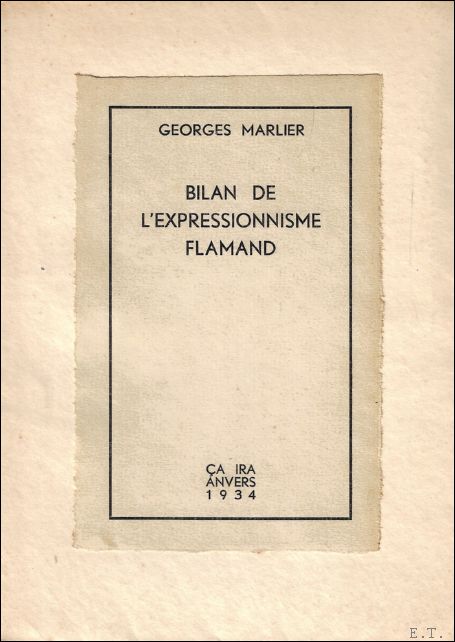 GEORGES MARLIER
BILAN DE
L'EXPRESSIONNISME
FLAMAND
ÇA IRA
ANVERS
1934
E.T.